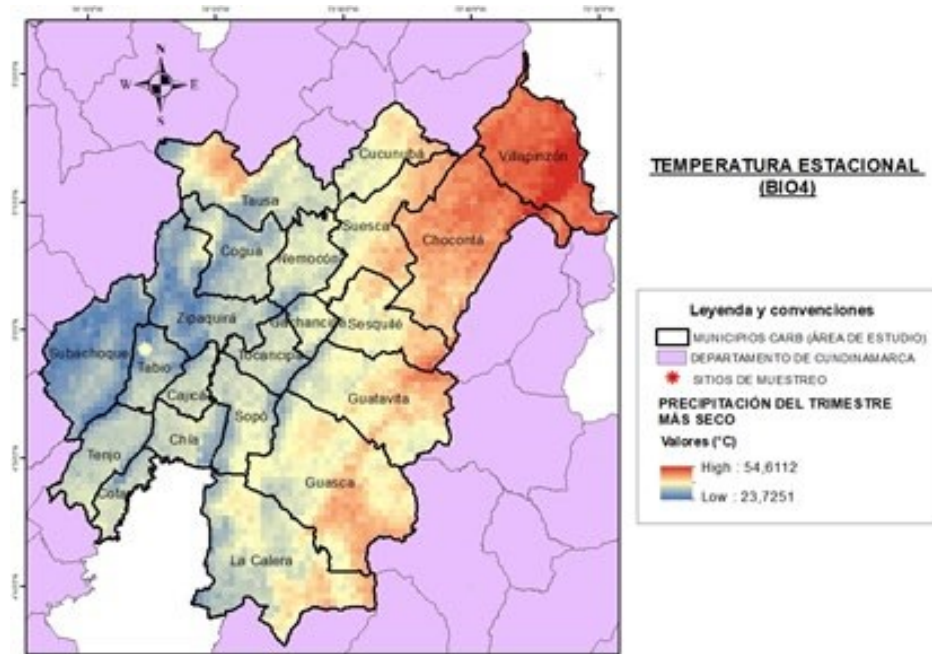 N
W E
S
Cucunubá
Villapinzón
Tausa
Suesca
Cogua
Nemocón
Chocontá
Zipaquirá
Sesquilé
Subachoque
Tabio
Tocancipá
Cajicá
Guatavita
Sopó
Chía
Tenjo
Cota
Guasca
La Calera
TEMPERATURA ESTACIONAL
(BIO4)
Leyenda y convenciones
MUNICIPIOS CARB (ÁREA DE ESTUDIO)
DEPARTAMENTO DE CUNDINAMARCA
SITIOS DE MUESTREO
PRECIPITACIÓN DEL TRIMESTRE
MÁS SECO
Valores (°C)
High : 54,6112
Low : 23,7251